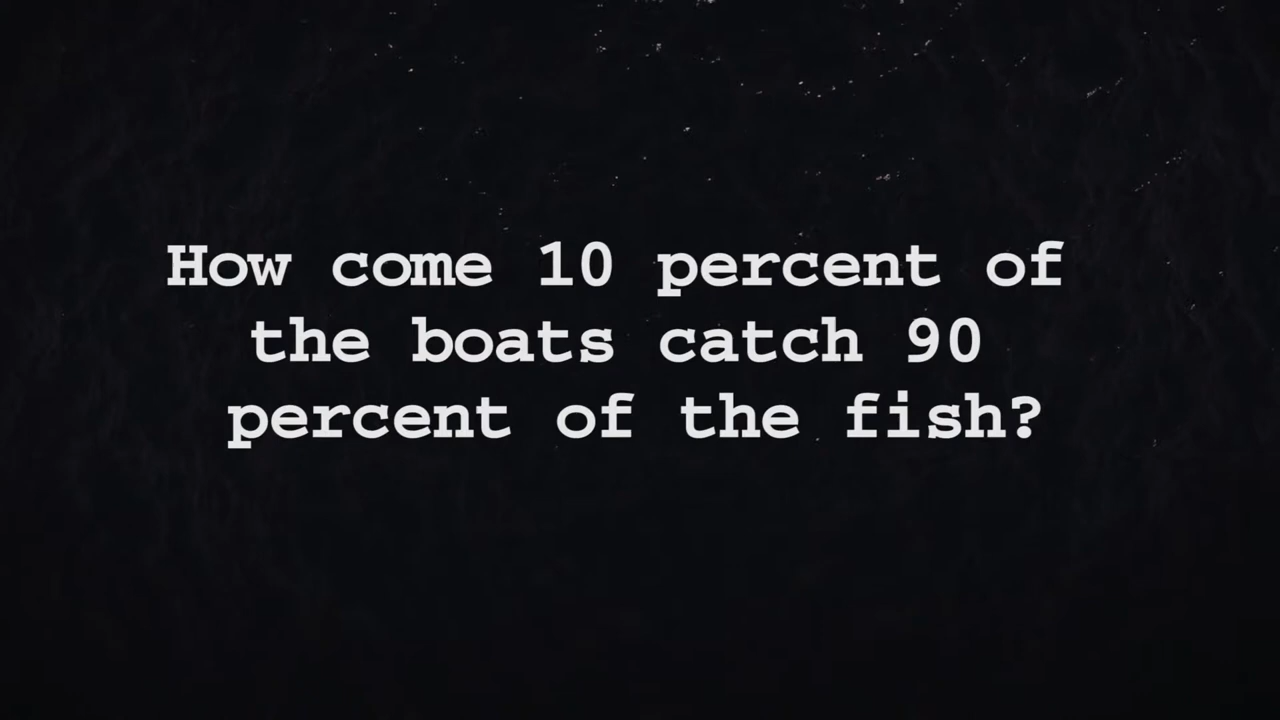 How come 10 percent of
the boats catch 90
percent of the fish?